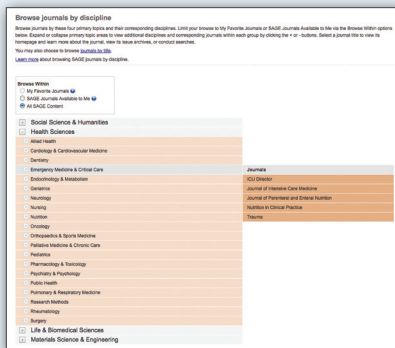 Browse journals by discipline
Browse journals by these four primary topics and their corresponding disciplines. Limit your browse to My Favorite Journals or SAGE Journals Available to Me via the Browse Within options
below. Expand or collapse primary topic areas to view additional disciplines and corresponding journals within each group by clicking the + or - buttons. Select a journal title to view its
homepage and learn more about the journal, view its issue archives, or conduct searches.
You may also choose to browse journals by title.
Learn more about browsing SAGE journals by discipline.
Browse Within
My Favorite Journals
SAGE Journals Available to Me
All SAGE Content
Social Science & Humanities
Health Sciences
Allied Health
Cardiology & Cardiovascular Medicine
Dentistry
Emergency Medicine & Critical Care Journals
Endocrinology & Metabolism ICU Director
Geriatrics Journal of Intensive Care Medicine
Neurology Journal of Parenteral and Enteral Nutrition
Nursing Nutrition in Clinical Practice
Nutrition Trauma
Oncology
Orthopaedics & Sports Medicine
Palliative Medicine & Chronic Care
Pediatrics
Pharmacology & Toxicology
Psychiatry & Psychology
Public Health
Pulmonary & Respiratory Medicine
Research Methods
Rheumatology
Surgery
Life & Biomedical Sciences
Materials Science & Engineering